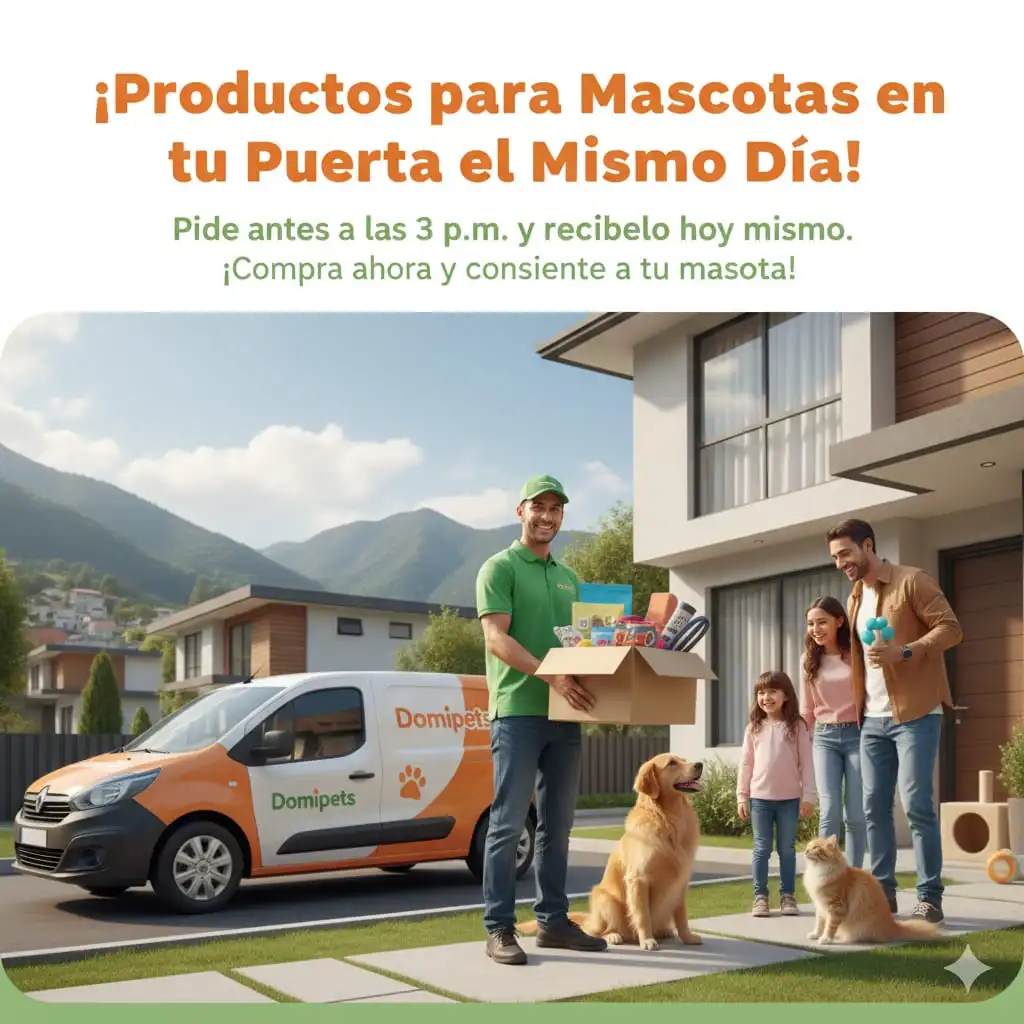 ¡Productos para Mascotas en
tu Puerta el Mismo Día!
Pide antes a las 3 p.m. y recibelo hoy mismo.
¡Compra ahora y consiente a tu masota!
Domipets
Domipets